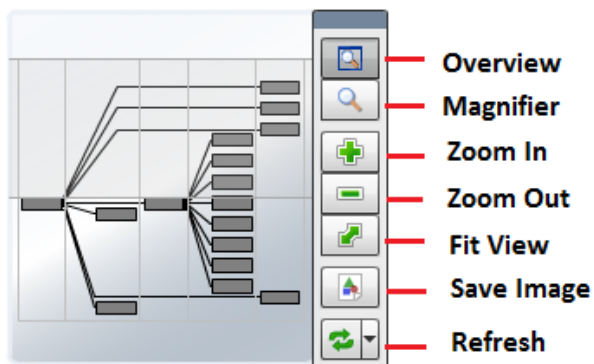 Overview
Magnifier
Zoom In
Zoom Out
Fit View
Save Image
Refresh